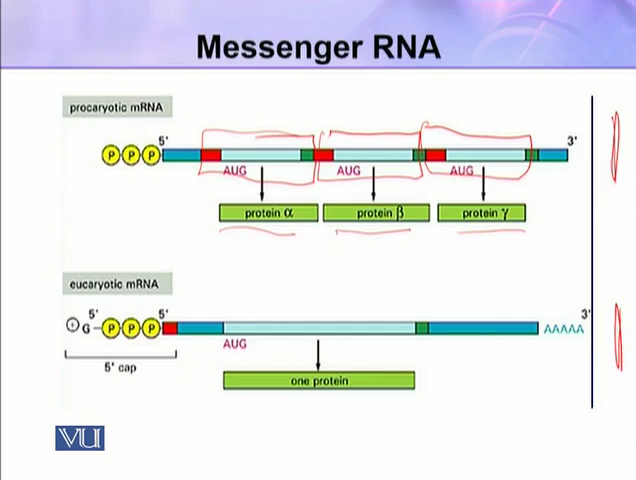 Messenger RNA
procaryotic mRNA
5' 3'
P P P
AUG AUG AUG
protein α protein β protein γ
eucaryotic mRNA
5' 5' 3'
+ G P P P AAAAA
AUG
5' cap
one protein
VU